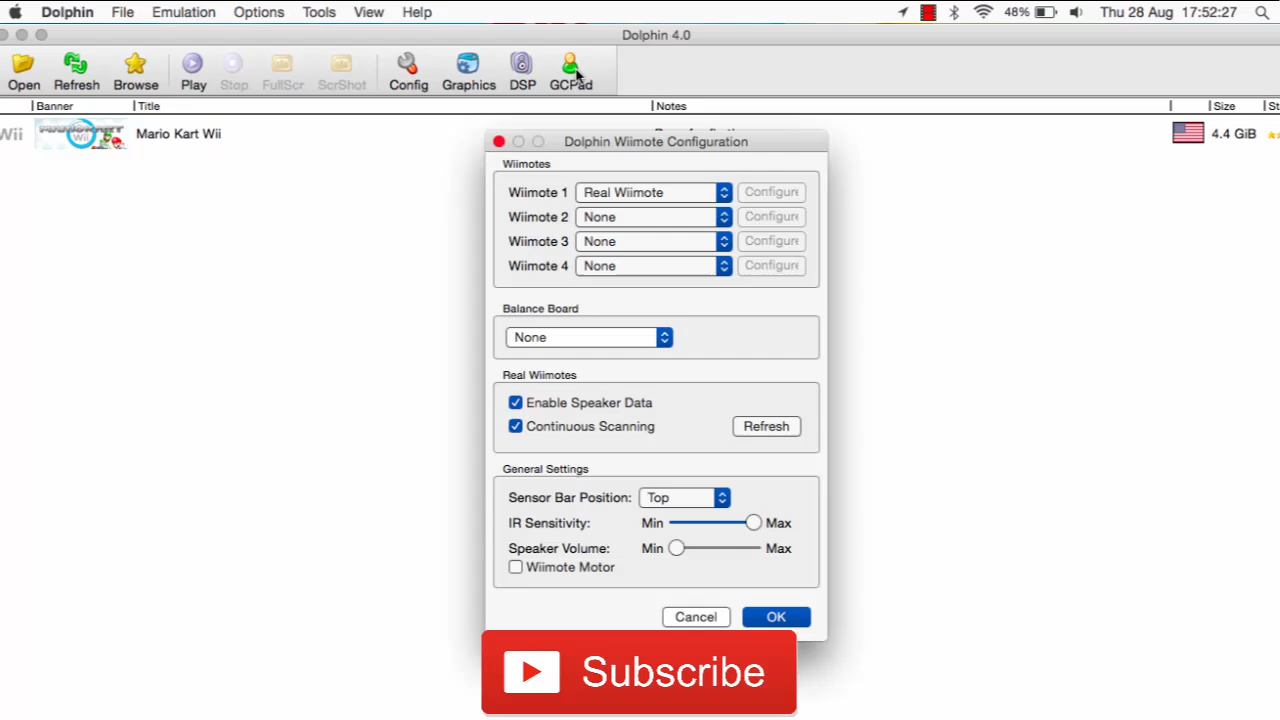 Dolphin File Emulation Options Tools View Help 48% Thu 28 Aug 17:52:27
Dolphin 4.0
Open Refresh Browse Play Stop FullScr ScrShot Config Graphics DSP GCPad
Banner Title Notes Size St
Wii MARIOKART Wii Mario Kart Wii 4.4 GiB
Dolphin Wiimote Configuration
Wiimotes
Wiimote 1 Real Wiimote Configure
Wiimote 2 None Configure
Wiimote 3 None Configure
Wiimote 4 None Configure
Balance Board
None
Real Wiimotes
Enable Speaker Data
Continuous Scanning Refresh
General Settings
Sensor Bar Position: Top
IR Sensitivity: Min Max
Speaker Volume: Min Max
Wiimote Motor
Cancel OK
Subscribe